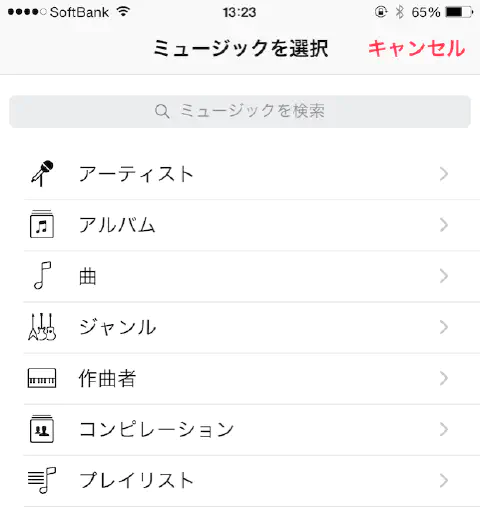 SoftBank 13:23 65%
ミュージックを選択 キャンセル
ミュージックを検索
アーティスト
アルバム
曲
ジャンル
作曲者
コンピレーション
プレイリスト